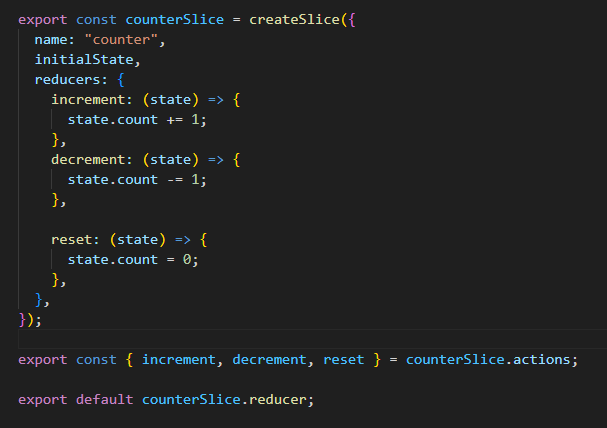 export const counterSlice = createSlice({
  name: "counter",
  initialState,
  reducers: {
    increment: (state) => {
      state.count += 1;
    },
    decrement: (state) => {
      state.count -= 1;
    },

    reset: (state) => {
      state.count = 0;
    },
  },
});

export const { increment, decrement, reset } = counterSlice.actions;

export default counterSlice.reducer;